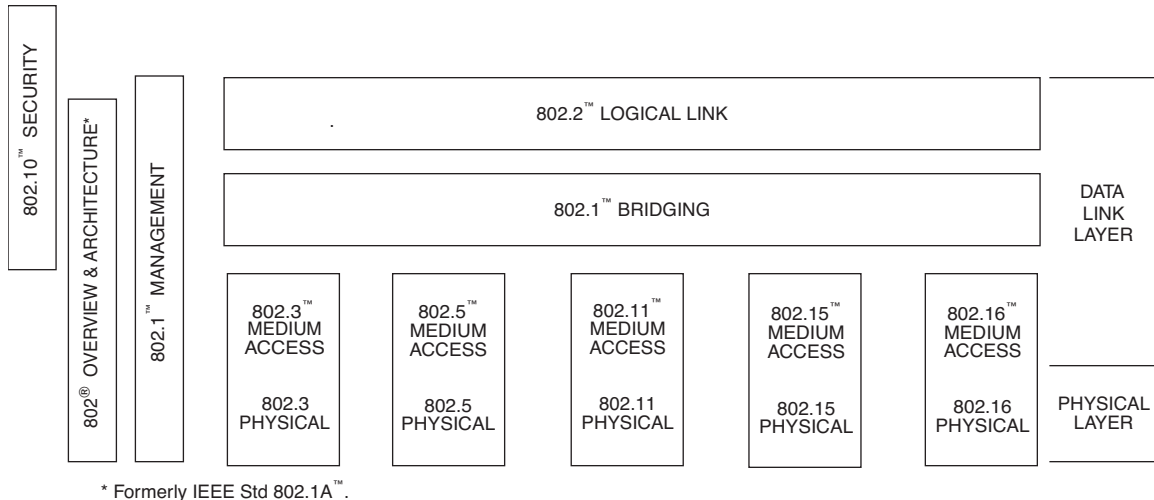 802.10™ SECURITY
802® OVERVIEW & ARCHITECTURE*
802.1™ MANAGEMENT
802.2™ LOGICAL LINK
802.1™ BRIDGING
DATA
LINK
LAYER
802.3™
MEDIUM
ACCESS
802.3
PHYSICAL
802.5™
MEDIUM
ACCESS
802.5
PHYSICAL
802.11™
MEDIUM
ACCESS
802.11
PHYSICAL
802.15™
MEDIUM
ACCESS
802.15
PHYSICAL
802.16™
MEDIUM
ACCESS
802.16
PHYSICAL
PHYSICAL
LAYER
* Formerly IEEE Std 802.1A™.